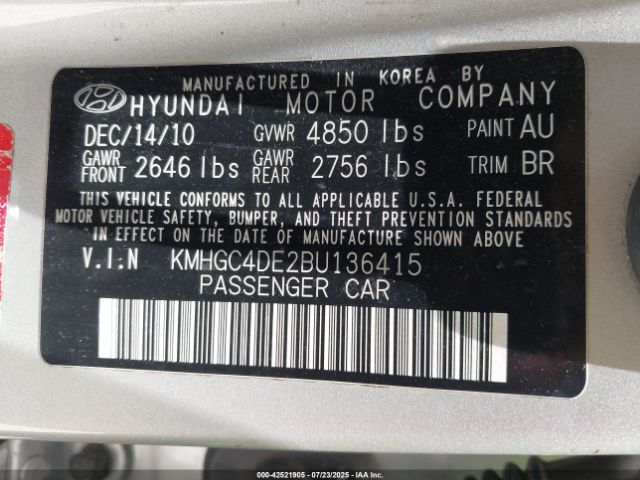 MANUFACTURED IN KOREA BY
HYUNDAI MOTOR COMPANY
DEC/14/10 GVWR 4850 lbs PAINT AU
GAWR FRONT 2646 lbs GAWR REAR 2756 lbs TRIM BR
THIS VEHICLE CONFORMS TO ALL APPLICABLE U.S.A. FEDERAL
MOTOR VEHICLE SAFETY, BUMPER, AND THEFT PREVENTION STANDARDS
IN EFFECT ON THE DATE OF MANUFACTURE SHOWN ABOVE
V.I.N KMHGC4DE2BU136415
PASSENGER CAR
000-42521905 - 07/23/2025 - Copyright © IAA, LLC